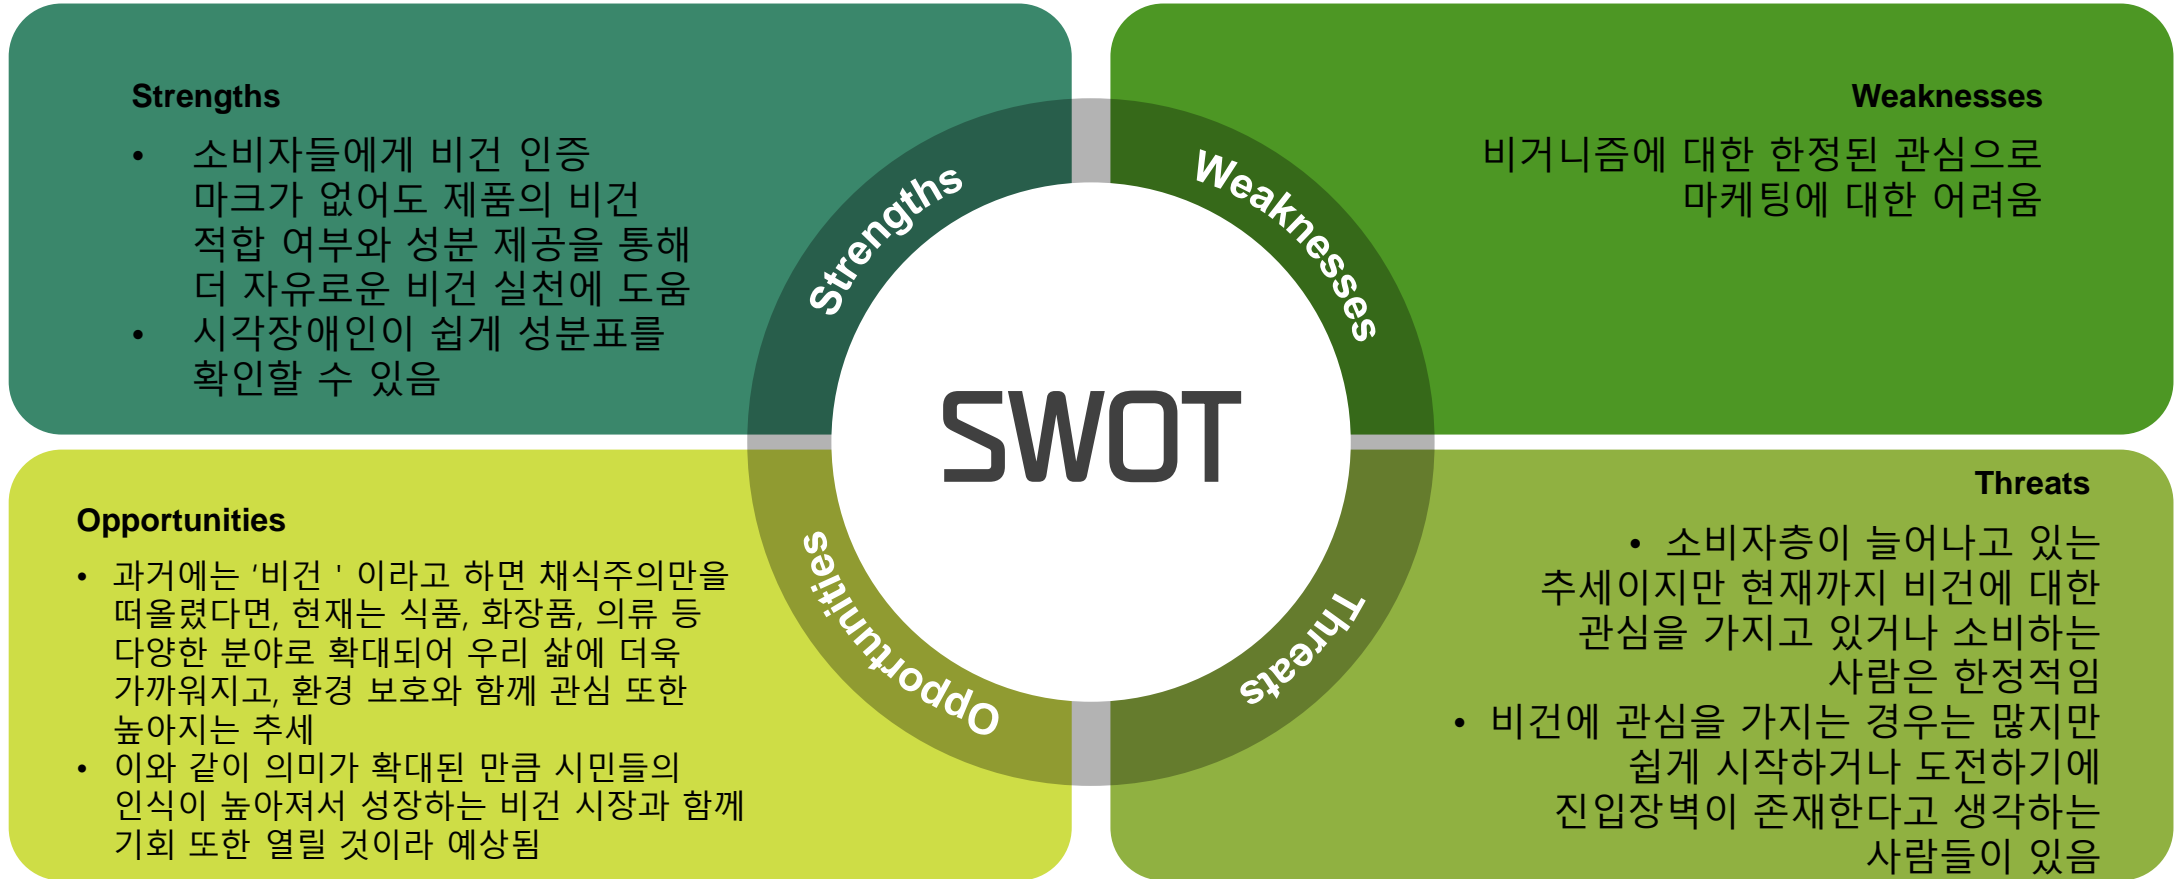 Strengths
• 소비자들에게 비건 인증
마크가 없어도 제품의 비건
적합 여부와 성분 제공을 통해
더 자유로운 비건 실천에 도움
• 시각장애인이 쉽게 성분표를
확인할 수 있음
Weaknesses
비거니즘에 대한 한정된 관심으로
마케팅에 대한 어려움
Strengths
Weaknesses
SWOT
Opportunities
Threats
Opportunities
• 과거에는 '비건 ' 이라고 하면 채식주의만을
떠올렸다면, 현재는 식품, 화장품, 의류 등
다양한 분야로 확대되어 우리 삶에 더욱
가까워지고, 환경 보호와 함께 관심 또한
높아지는 추세
• 이와 같이 의미가 확대된 만큼 시민들의
인식이 높아져서 성장하는 비건 시장과 함께
기회 또한 열릴 것이라 예상됨
Threats
• 소비자층이 늘어나고 있는
추세이지만 현재까지 비건에 대한
관심을 가지고 있거나 소비하는
사람은 한정적임
• 비건에 관심을 가지는 경우는 많지만
쉽게 시작하거나 도전하기에
진입장벽이 존재한다고 생각하는
사람들이 있음